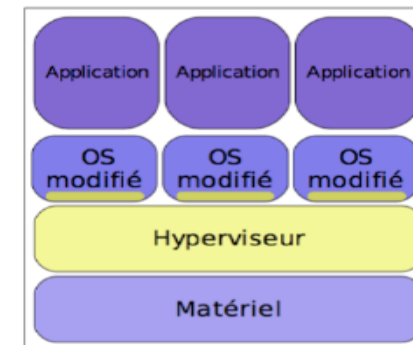 Application Application Application
OS OS OS
modifié modifié modifié
Hyperviseur
Matériel